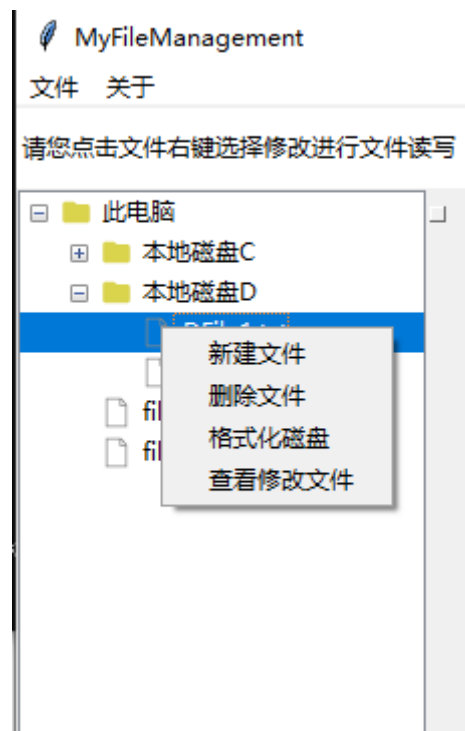 MyFileManagement
文件 关于
请您点击文件右键选择修改进行文件读写
此电脑
本地磁盘C
本地磁盘D
新建文件
删除文件
格式化磁盘
查看修改文件